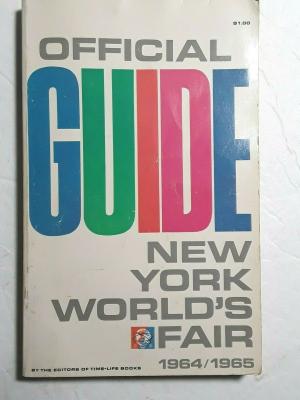 $1.00
OFFICIAL
GUIDE
NEW
YORK
WORLD'S
FAIR
1964/1965
BY THE EDITORS OF TIME-LIFE BOOKS